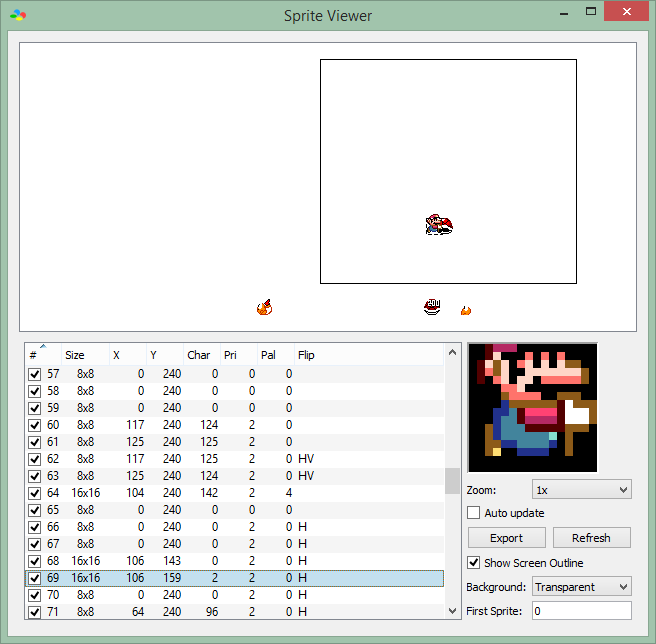 Sprite Viewer
# Size X Y Char Pri Pal Flip
57 8x8 0 240 0 0 0
58 8x8 0 240 0 0 0
59 8x8 0 240 0 0 0
60 8x8 117 240 124 2 0
61 8x8 125 240 125 2 0
62 8x8 117 240 125 2 0 HV
63 8x8 125 240 124 2 0 HV
64 16x16 104 240 142 2 4
65 8x8 0 240 0 0 0
66 8x8 0 240 0 2 0 H
67 8x8 0 240 0 2 0 H
68 16x16 106 143 0 2 0 H
69 16x16 106 159 2 2 0 H
70 8x8 0 240 0 2 0 H
71 8x8 64 240 96 2 0 H
Zoom: 1x
Auto update
Export Refresh
Show Screen Outline
Background: Transparent
First Sprite: 0